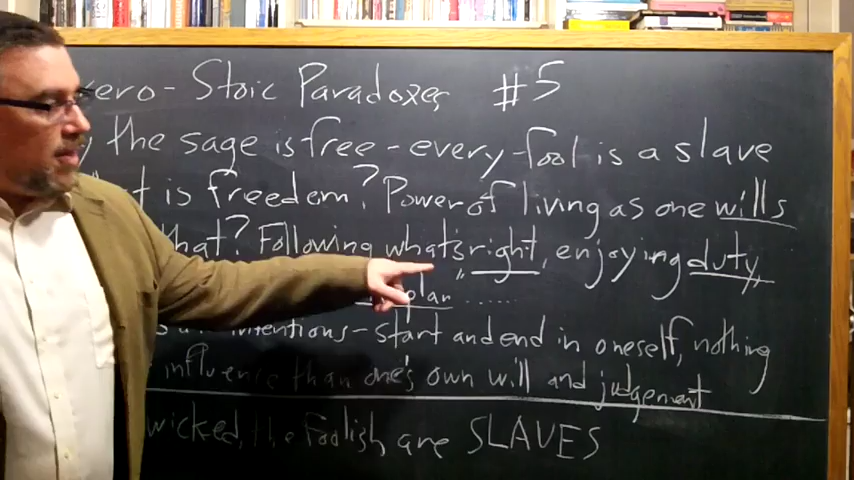 ero-Stoic Paradoxes #5
the sage is free - every fool is a slave
t is freedom? Power of living as one wills
that? Following what's right, enjoying duty,
" plan ......
intentions - start and end in oneself, nothing
influence than one's own will and judgement
wicked, the foolish are SLAVES